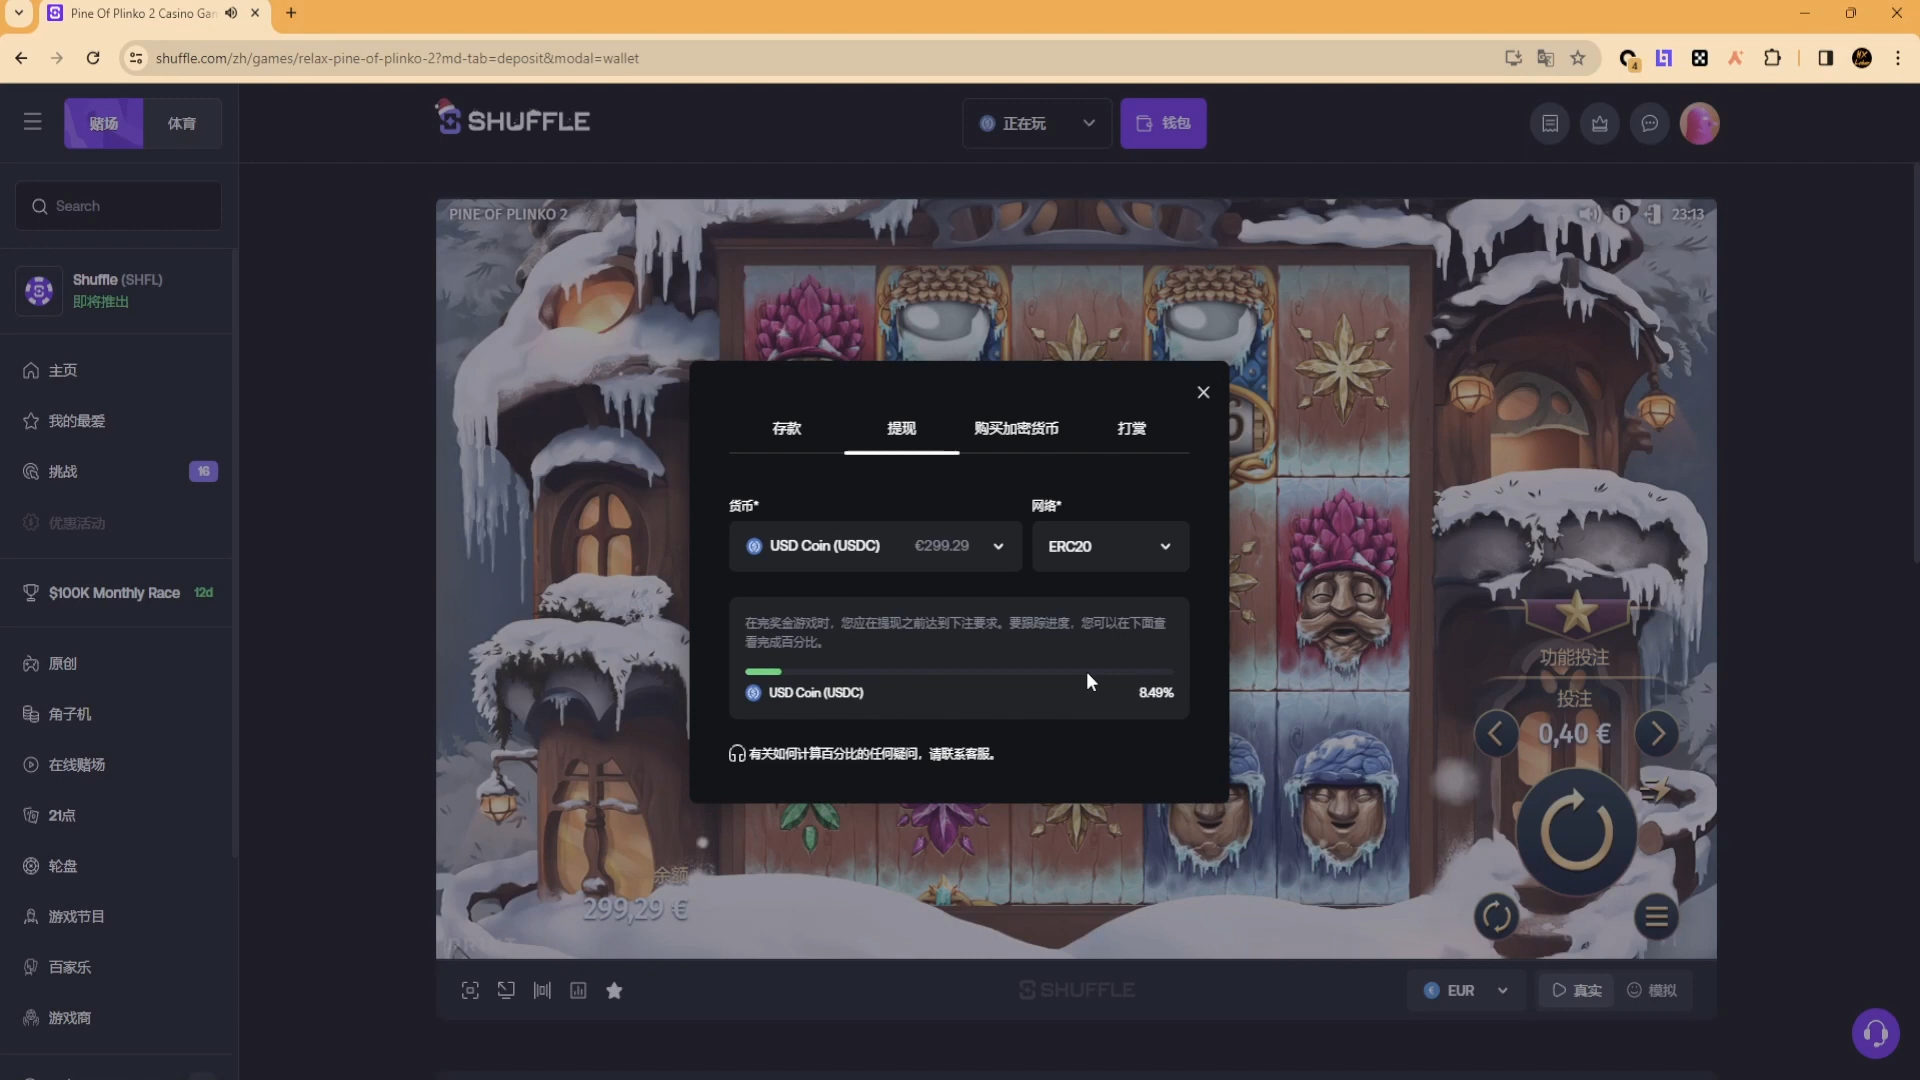 Pine Of Plinko 2 Casino Gam
shuffle.com/zh/games/relax-pine-of-plinko-2?md-tab=deposit&modal=wallet
4
赌场
体育
SHUFFLE
正在玩
钱包
Search
Shuffle (SHFL)
即将推出
主页
我的最爱
挑战
16
优惠活动
$100K Monthly Race 12d
原创
角子机
在线赌场
21点
轮盘
游戏节目
百家乐
游戏商
PINE OF PLINKO 2
23:13
存款
提现
购买加密货币
打赏
货币*
网络*
USD Coin (USDC) €299.29
ERC20
在完奖金游戏时，您应在提现之前达到下注要求。要跟踪进度，您可以在下面查
看完成百分比。
USD Coin (USDC)
8.49%
有关如何计算百分比的任何疑问，请联系客服。
功能投注
投注
0,40 €
余额
299,29 €
SHUFFLE
EUR
真实
模拟